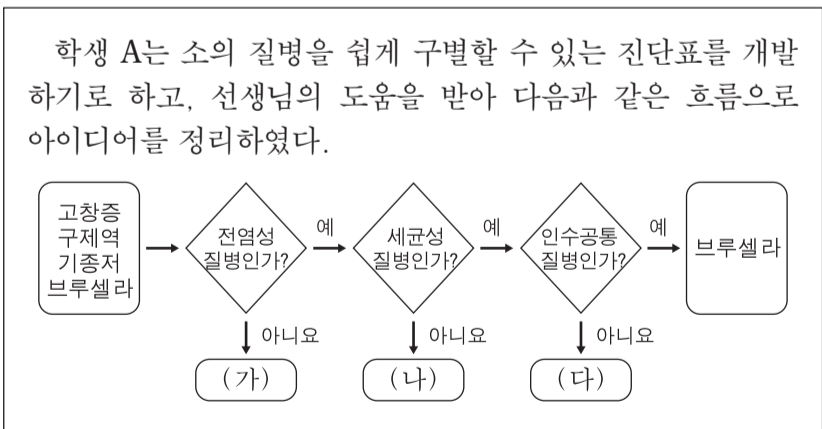 학생 A는 소의 질병을 쉽게 구별할 수 있는 진단표를 개발
하기로 하고, 선생님의 도움을 받아 다음과 같은 흐름으로
아이디어를 정리하였다.
고창증
구제역
기종저
브루셀라
전염성
질병인가?
예
세균성
질병인가?
예
인수공통
질병인가?
예
브루셀라
아니요
아니요
아니요
(가)
(나)
(다)